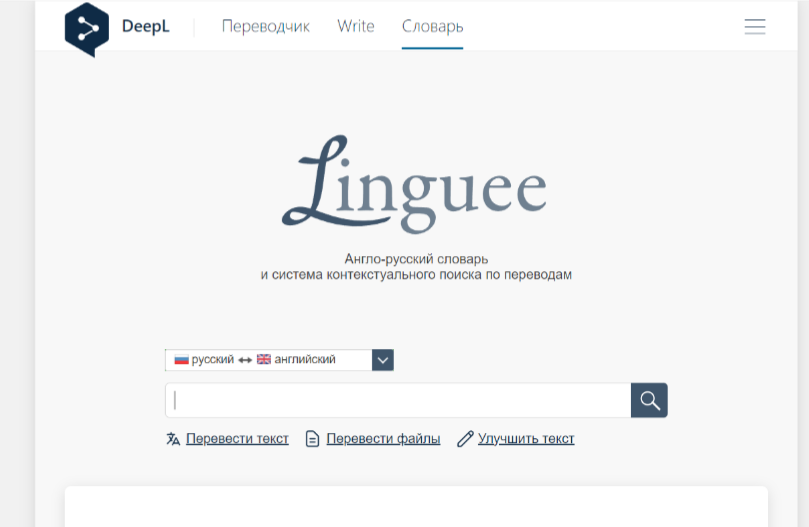 DeepL Переводчик Write Словарь
Linguee
Англо-русский словарь
и система контекстуального поиска по переводам
русский ↔ английский
Перевести текст Перевести файлы Улучшить текст